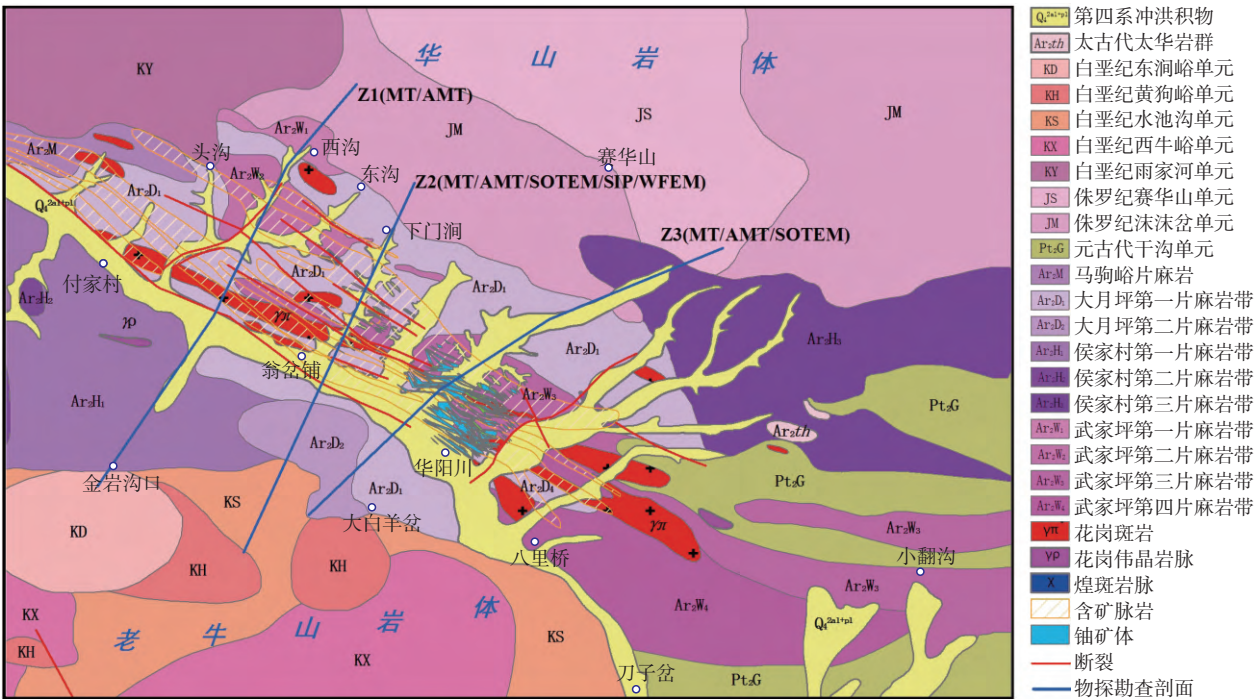 华山岩体
KY
Z1(MT/AMT)
JM
JS
JM
Ar₂W₁
西沟
赛华山
头沟
Ar₂M
Ar₂W₂
东沟
Z2(MT/AMT/SOTEM/SIP/WFEM)
Ar₂D₁
Q₄²ᵃˡ⁺ᵖˡ
下门涧
Z3(MT/AMT/SOTEM)
付家村
Ar₂D₁
Ar₂D₁
Ar₂H₂
γρ
γπ
Ar₂H₃
翁岔铺
Ar₂D₁
Ar₂H₁
Ar₂W₃
Pt₂G
Ar₂D₂
Ar₂th
华阳川
金岩沟口
KS
Ar₂D₁
Ar₂D₄
Pt₂G
大白羊岔
γπ
KD
Ar₂W₃
八里桥
小翻沟
KH
KH
Ar₂W₃
Ar₂W₄
KX
老牛山岩体
Q₄²ᵃˡ⁺ᵖˡ
KS
KH
KX
刀子岔
Pt₂G
Q₄²ᵃˡ⁺ᵖˡ 第四系冲洪积物
Ar₂th 太古代太华岩群
KD 白垩纪东涧峪单元
KH 白垩纪黄狗峪单元
KS 白垩纪水池沟单元
KX 白垩纪西牛峪单元
KY 白垩纪雨家河单元
JS 侏罗纪赛华山单元
JM 侏罗纪沫沫岔单元
Pt₂G 元古代干沟单元
Ar₂M 马驹峪片麻岩
Ar₂D₁ 大月坪第一片麻岩带
Ar₂D₂ 大月坪第二片麻岩带
Ar₂H₁ 侯家村第一片麻岩带
Ar₂H₂ 侯家村第二片麻岩带
Ar₂H₃ 侯家村第三片麻岩带
Ar₂W₁ 武家坪第一片麻岩带
Ar₂W₂ 武家坪第二片麻岩带
Ar₂W₃ 武家坪第三片麻岩带
Ar₂W₄ 武家坪第四片麻岩带
γπ 花岗斑岩
γρ 花岗伟晶岩脉
X 煌斑岩脉
含矿脉岩
铀矿体
断裂
物探勘查剖面